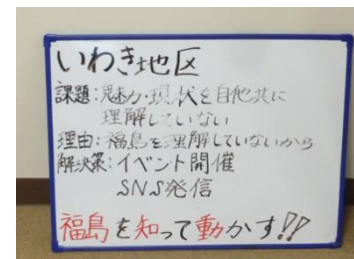 いわき地区
課題:魅力・現状を自他共に
理解していない
理由:福島を理解していないから
解決策:イベント開催
SNS発信
福島を知って動かす!!